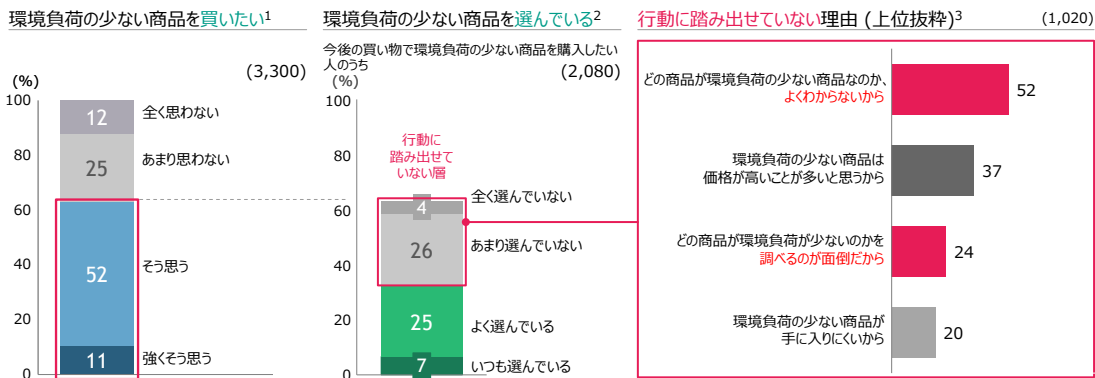 環境負荷の少ない商品を買いたい1
(3,300)
(%)
100
80
60
40
20
0
12
25
52
11
全く思わない
あまり思わない
そう思う
強くそう思う
環境負荷の少ない商品を選んでいる2
今後の買い物で環境負荷の少ない商品を購入したい
人のうち
(2,080)
(%)
100
80
60
40
20
0
行動に
踏み出せて
いない層
4
26
25
7
全く選んでいない
あまり選んでいない
よく選んでいる
いつも選んでいる
行動に踏み出せていない理由 (上位抜粋)3
(1,020)
どの商品が環境負荷の少ない商品なのか、
よくわからないから
52
環境負荷の少ない商品は
価格が高いことが多いと思うから
37
どの商品が環境負荷が少ないのかを
調べるのが面倒だから
24
環境負荷の少ない商品が
手に入りにくいから
20